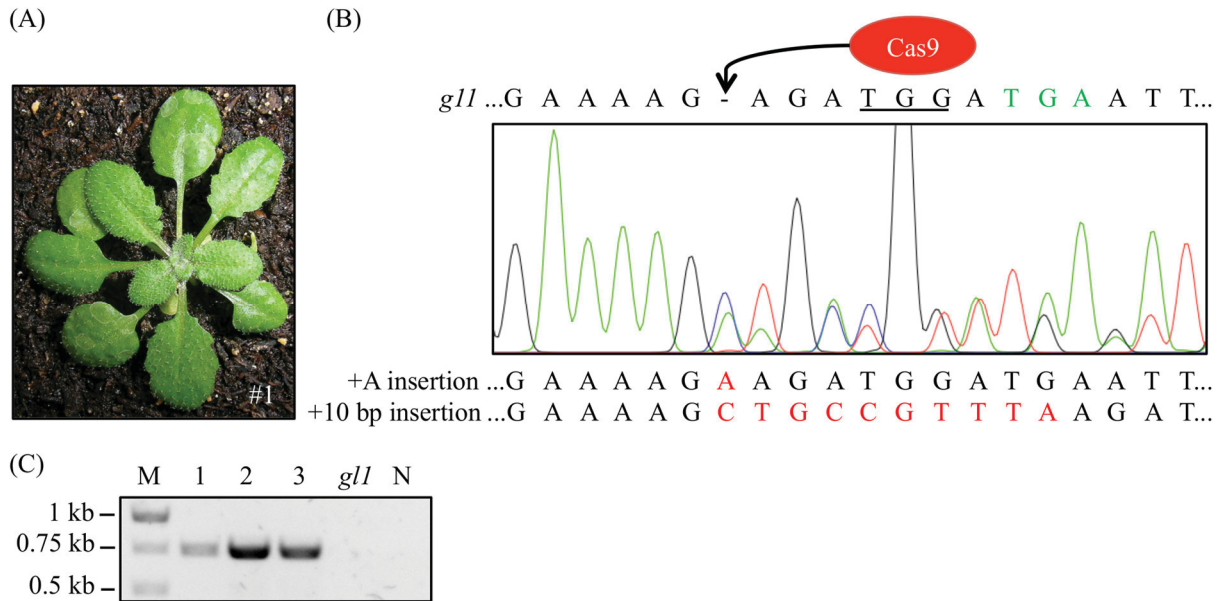 (A)
#1
(B)
Cas9
gl1 ...G A A A A G - A G A T G G A T G A A T T...
+A insertion ...G A A A A G A A G A T G G A T G A A T T...
+10 bp insertion ...G A A A A G C T G C C G T T T A A G A T...
(C)
M 1 2 3 gl1 N
1 kb
0.75 kb
0.5 kb